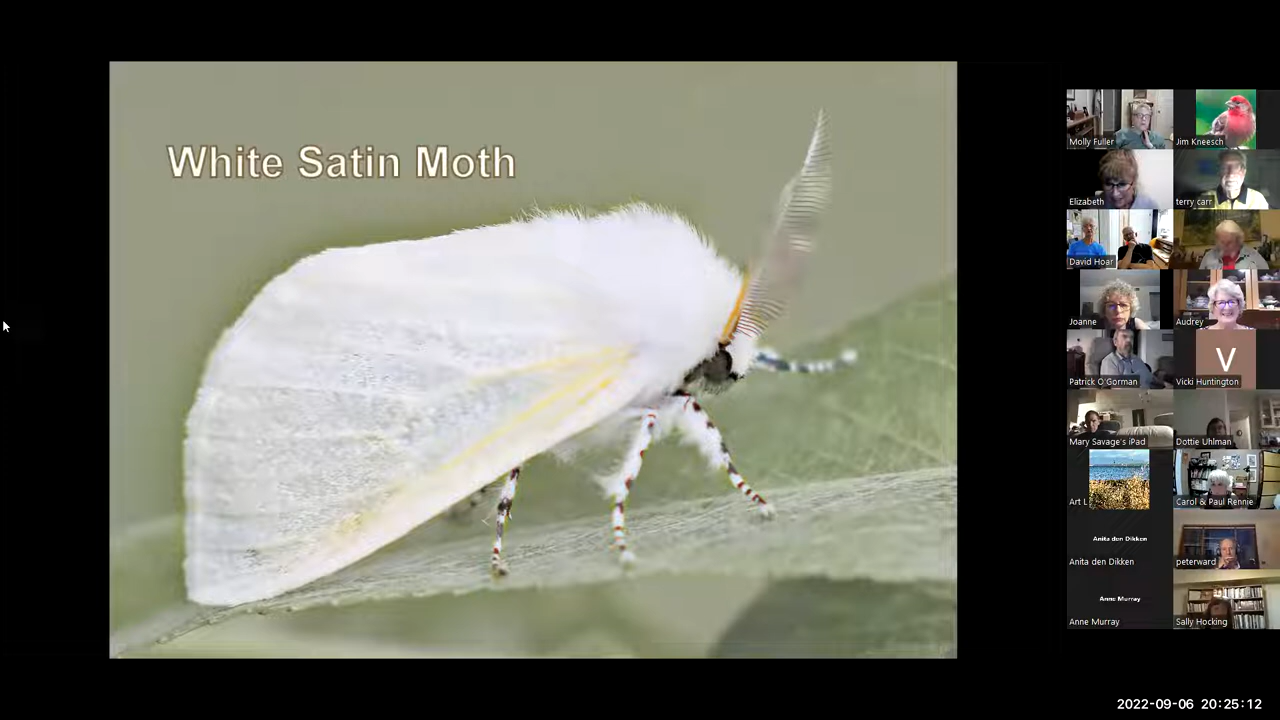 White Satin Moth
Molly Fuller
Jim Kneesch
Elizabeth
terry carr
David Hoar
Joanne
Audrey
Patrick O Gorman
V
Vicki Huntington
Mary Savage's iPad
Dottie Uhlman
Art L
Carol & Paul Rennie
Anita den Dikken
Anita den Dikken
peterward
Anne Murray
Anne Murray
Sally Hocking
2022-09-06 20:25:12